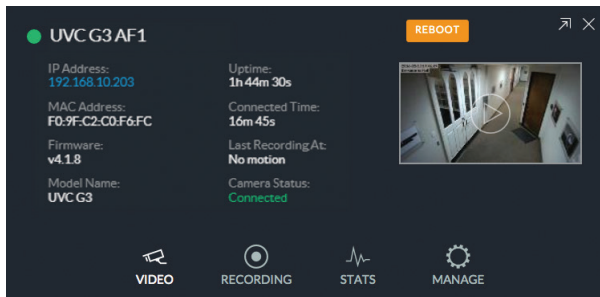 UVC G3 AF1
REBOOT
IP Address:
192.168.10.203
Uptime:
1h 44m 30s
MAC Address:
F0:9F:C2:C0:F6:FC
Connected Time:
16m 45s
Firmware:
v4.1.8
Last Recording At:
No motion
Model Name:
UVC G3
Camera Status:
Connected
VIDEO
RECORDING
STATS
MANAGE